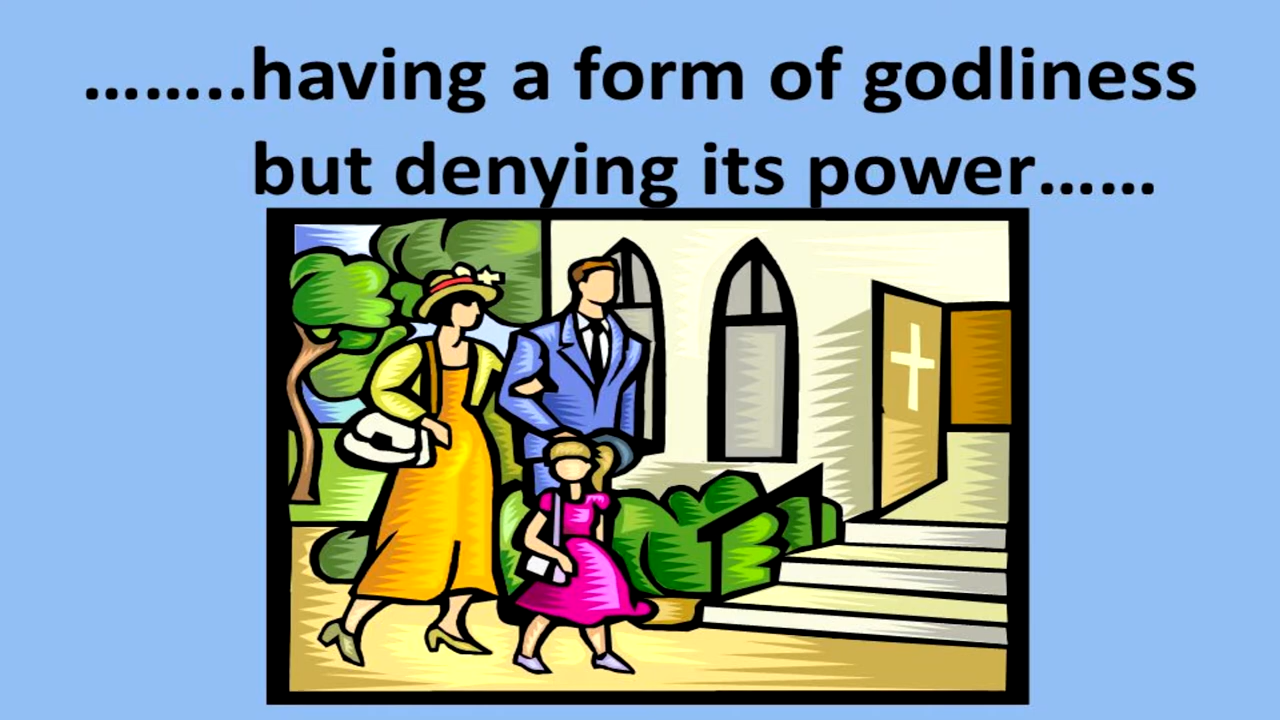 ……..having a form of godliness
but denying its power……